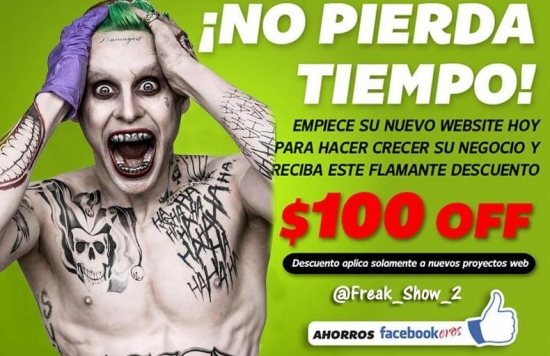 ¡NO PIERDA
TIEMPO!
EMPIECE SU NUEVO WEBSITE HOY
PARA HACER CRECER SU NEGOCIO Y
RECIBA ESTE FLAMANTE DESCUENTO
$100 OFF
Descuento aplica solamente a nuevos proyectos web
@Freak_Show_2
AHORROS facebookeros
HAHAHA